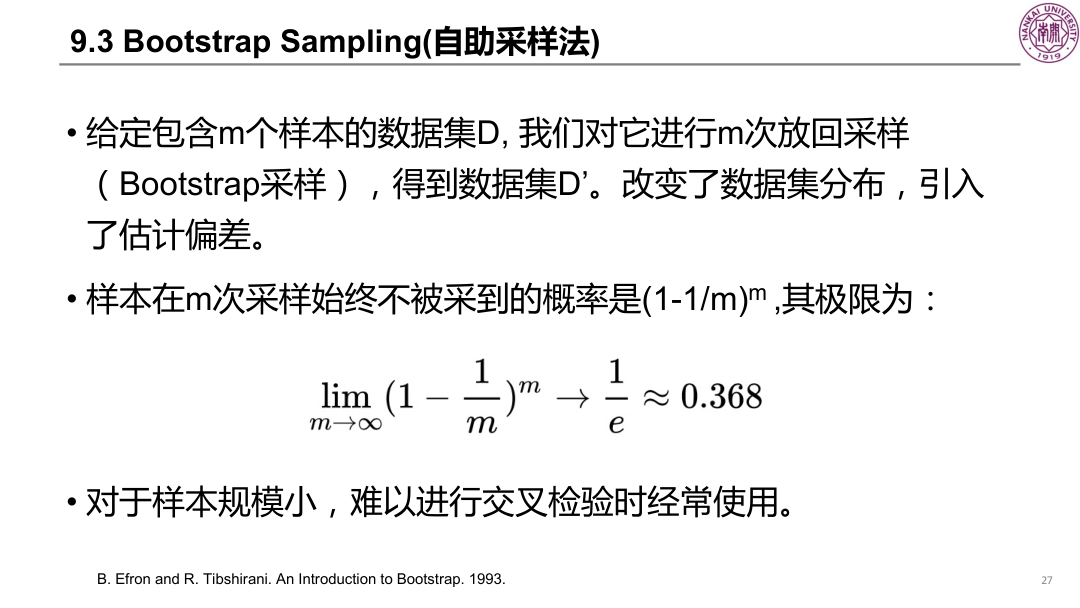 9.3 Bootstrap Sampling(自助采样法)
NANKAI UNIVERSITY
南開
1919
• 给定包含m个样本的数据集D, 我们对它进行m次放回采样
（Bootstrap采样），得到数据集D’。改变了数据集分布，引入
了估计偏差。
• 样本在m次采样始终不被采到的概率是(1-1/m)ᵐ ,其极限为：
lim_{m→∞} (1 − 1/m)^m → 1/e ≈ 0.368
• 对于样本规模小，难以进行交叉检验时经常使用。
B. Efron and R. Tibshirani. An Introduction to Bootstrap. 1993.
27